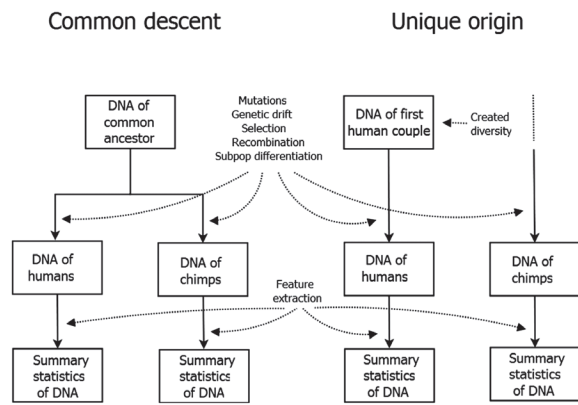 Common descent
Unique origin
DNA of
common
ancestor
Mutations
Genetic drift
Selection
Recombination
Subpop differentiation
DNA of first
human couple
Created
diversity
DNA of
humans
DNA of
chimps
DNA of
humans
DNA of
chimps
Feature
extraction
Summary
statistics
of DNA
Summary
statistics
of DNA
Summary
statistics
of DNA
Summary
statistics
of DNA